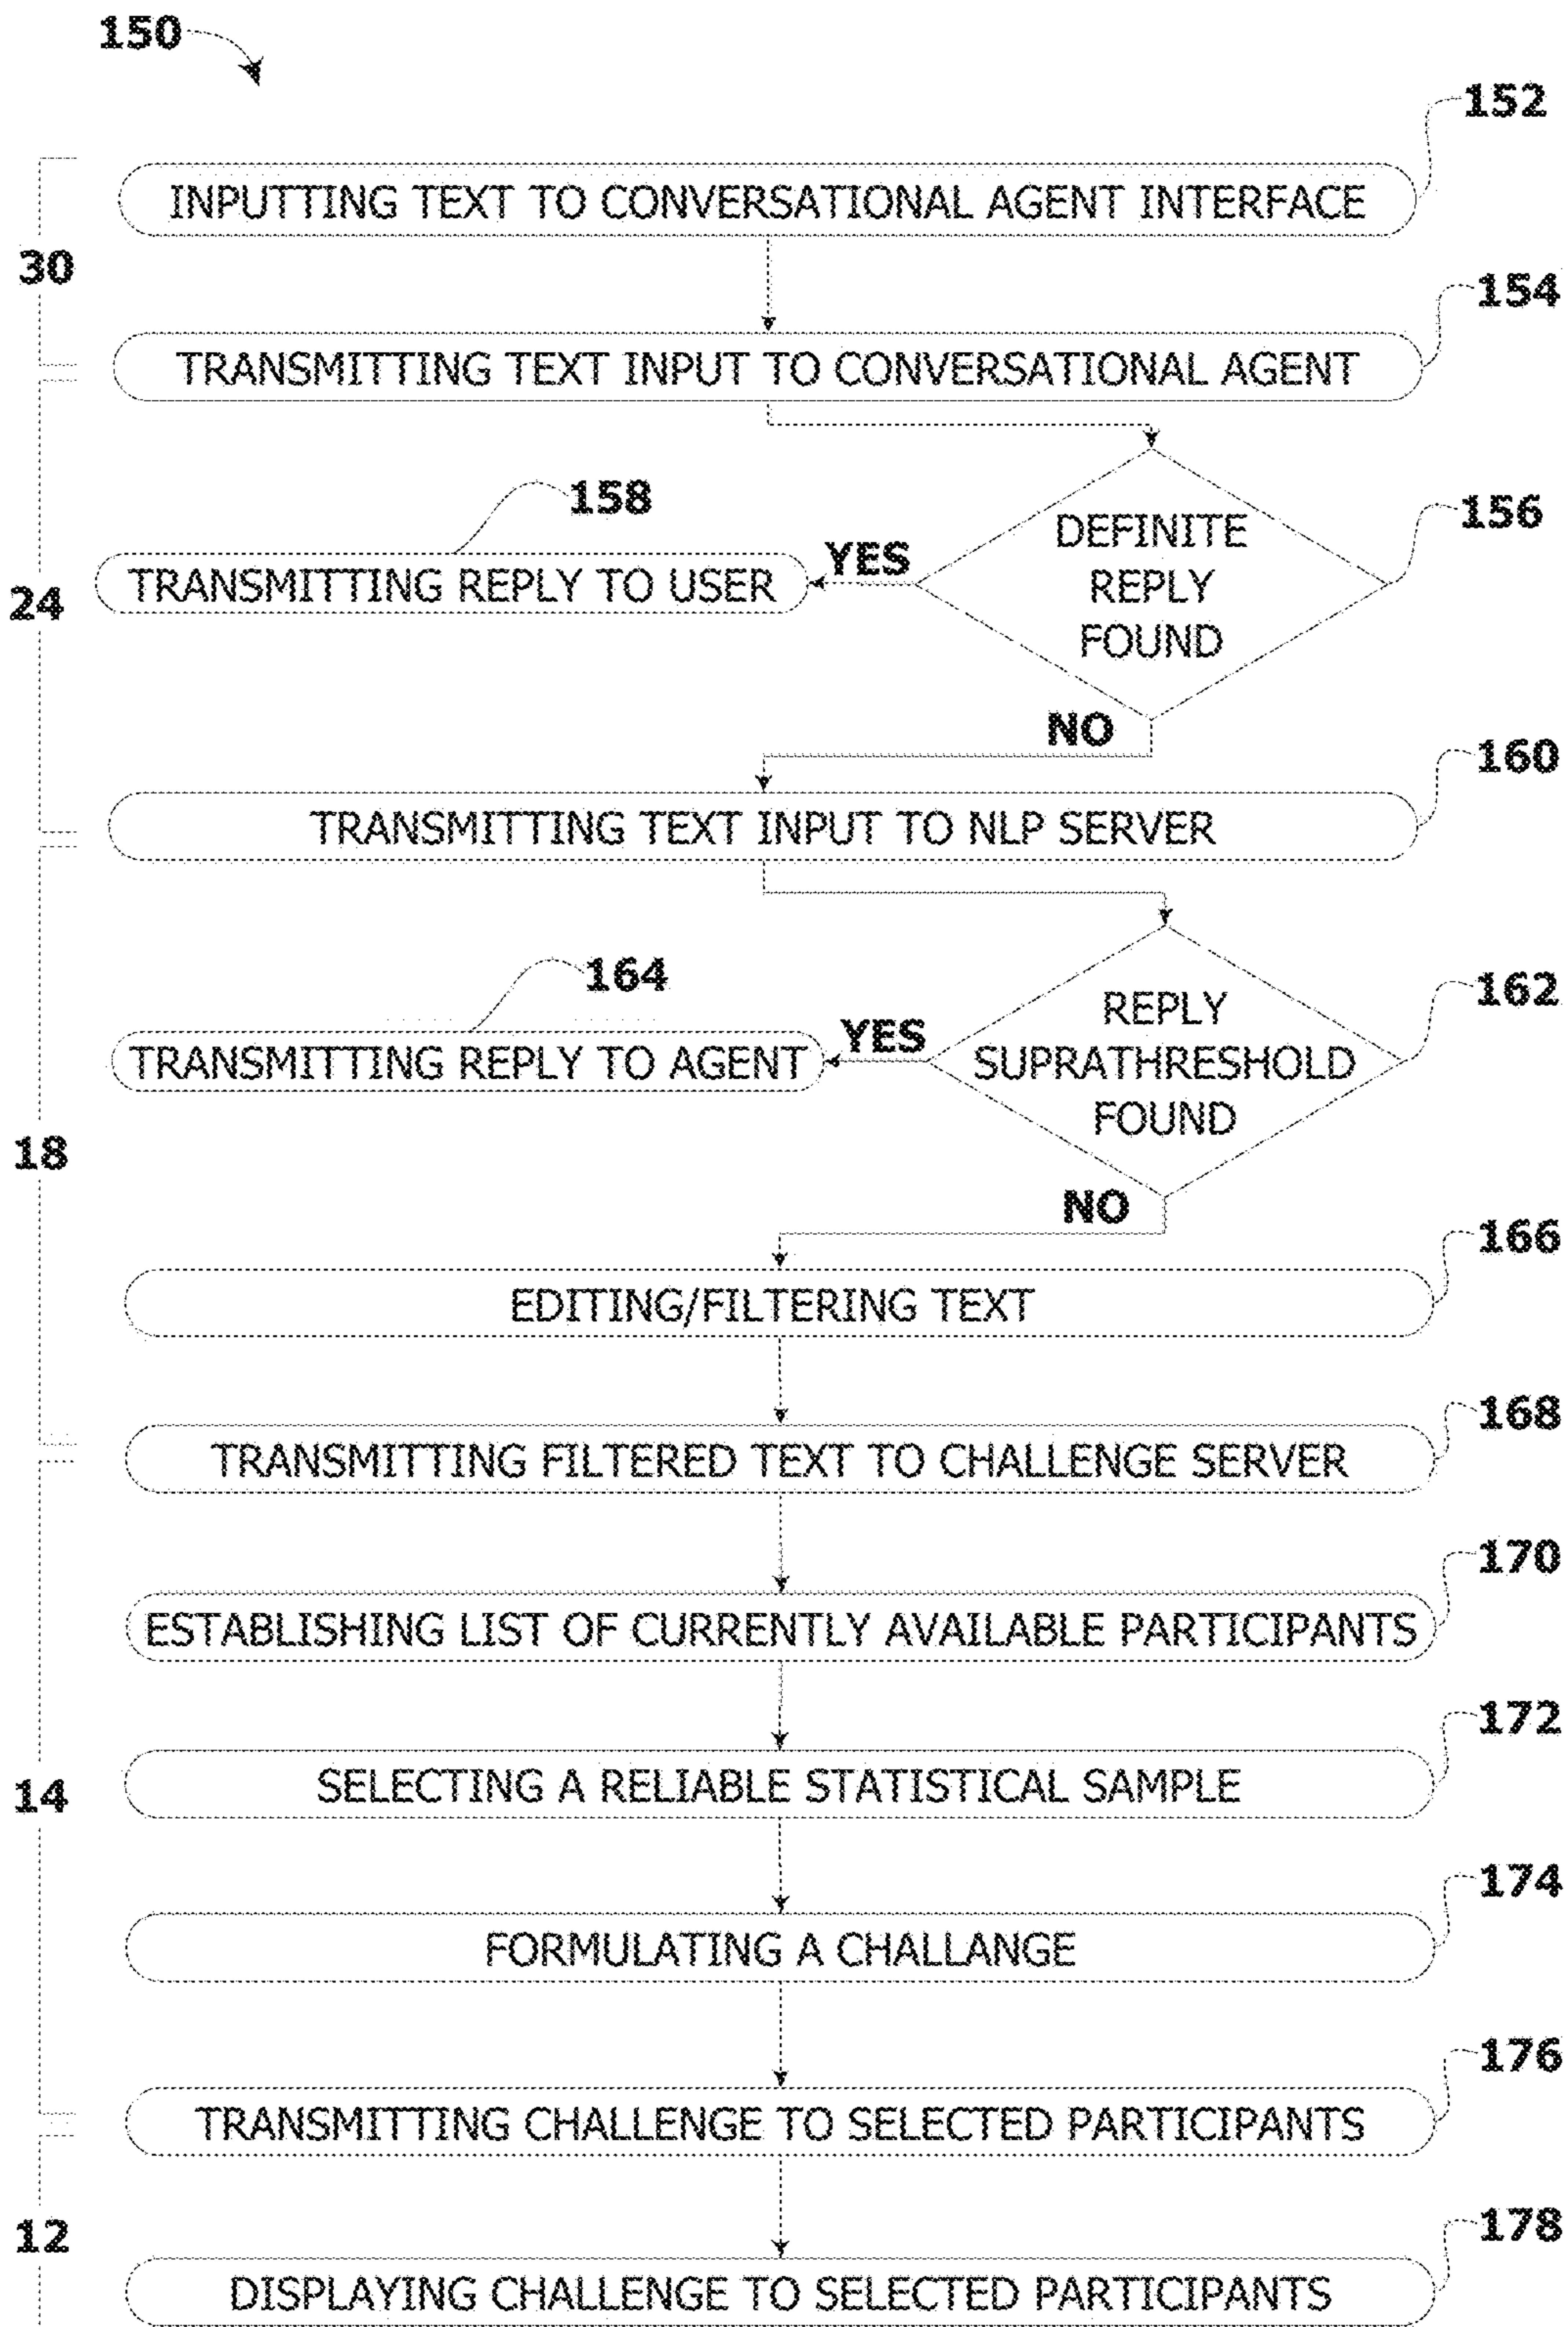 150
152
INPUTTING TEXT TO CONVERSATIONAL AGENT INTERFACE
30
154
TRANSMITTING TEXT INPUT TO CONVERSATIONAL AGENT
158
156
DEFINITE
REPLY
FOUND
YES
TRANSMITTING REPLY TO USER
24
NO
160
TRANSMITTING TEXT INPUT TO NLP SERVER
164
162
REPLY
SUPRATHRESHOLD
FOUND
YES
TRANSMITTING REPLY TO AGENT
18
NO
166
EDITING/FILTERING TEXT
168
TRANSMITTING FILTERED TEXT TO CHALLENGE SERVER
170
ESTABLISHING LIST OF CURRENTLY AVAILABLE PARTICIPANTS
172
SELECTING A RELIABLE STATISTICAL SAMPLE
14
174
FORMULATING A CHALLANGE
176
TRANSMITTING CHALLENGE TO SELECTED PARTICIPANTS
12
178
DISPLAYING CHALLENGE TO SELECTED PARTICIPANTS